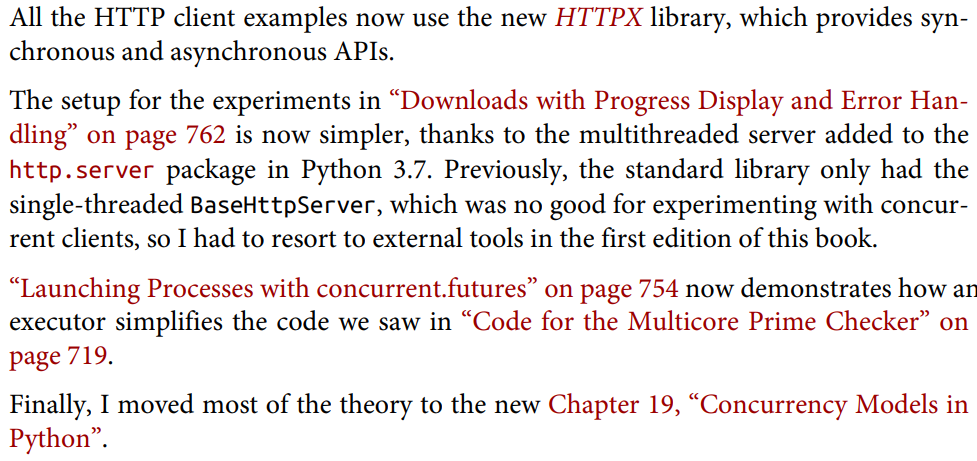 All the HTTP client examples now use the new HTTPX library, which provides syn-
chronous and asynchronous APIs.
The setup for the experiments in “Downloads with Progress Display and Error Han-
dling” on page 762 is now simpler, thanks to the multithreaded server added to the
http.server package in Python 3.7. Previously, the standard library only had the
single-threaded BaseHttpServer, which was no good for experimenting with concur-
rent clients, so I had to resort to external tools in the first edition of this book.
“Launching Processes with concurrent.futures” on page 754 now demonstrates how an
executor simplifies the code we saw in “Code for the Multicore Prime Checker” on
page 719.
Finally, I moved most of the theory to the new Chapter 19, “Concurrency Models in
Python”.